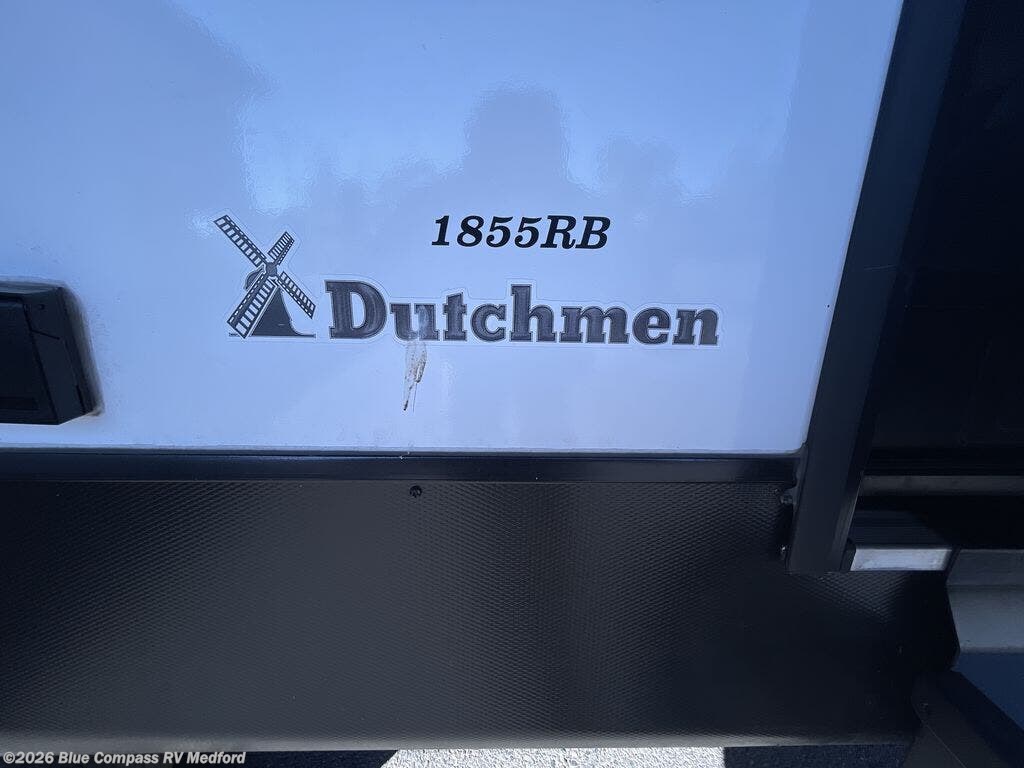 1855RB
Dutchmen
©2026 Blue Compass RV Medford